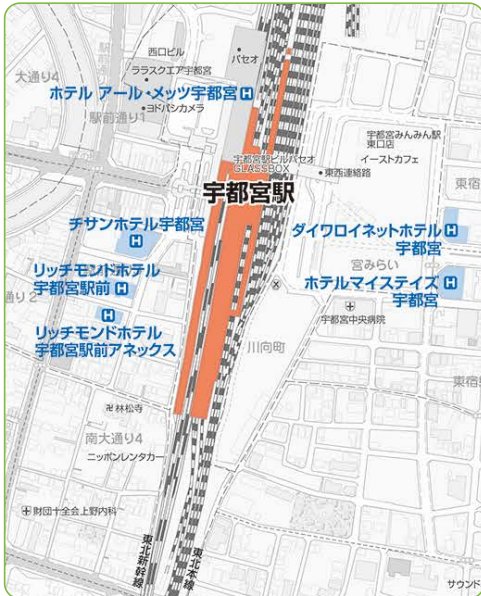 西口ビル
パセオ
大通り4
ララスクエア宇都宮
ホテル アール・メッツ宇都宮 H
ヨドバシカメラ
駅前通り1
宇都宮みんみん駅
東口店
宇都宮駅ビルパセオ
GLASSBOX
イーストカフェ
東西連絡路
宇都宮駅
東宿
チサンホテル宇都宮
H
ダイワロイネットホテル
宇都宮
H
リッチモンドホテル
宇都宮駅前 H
宮みらい
ホテルマイステイズ
宇都宮
H
通り2
H
リッチモンドホテル
宇都宮駅前アネックス
宇都宮中央病院
川向町
東宿
卍林松寺
南大通り4
ニッポンレンタカー
財団十全会上野内科
東北新幹線
東北本線
サウンド